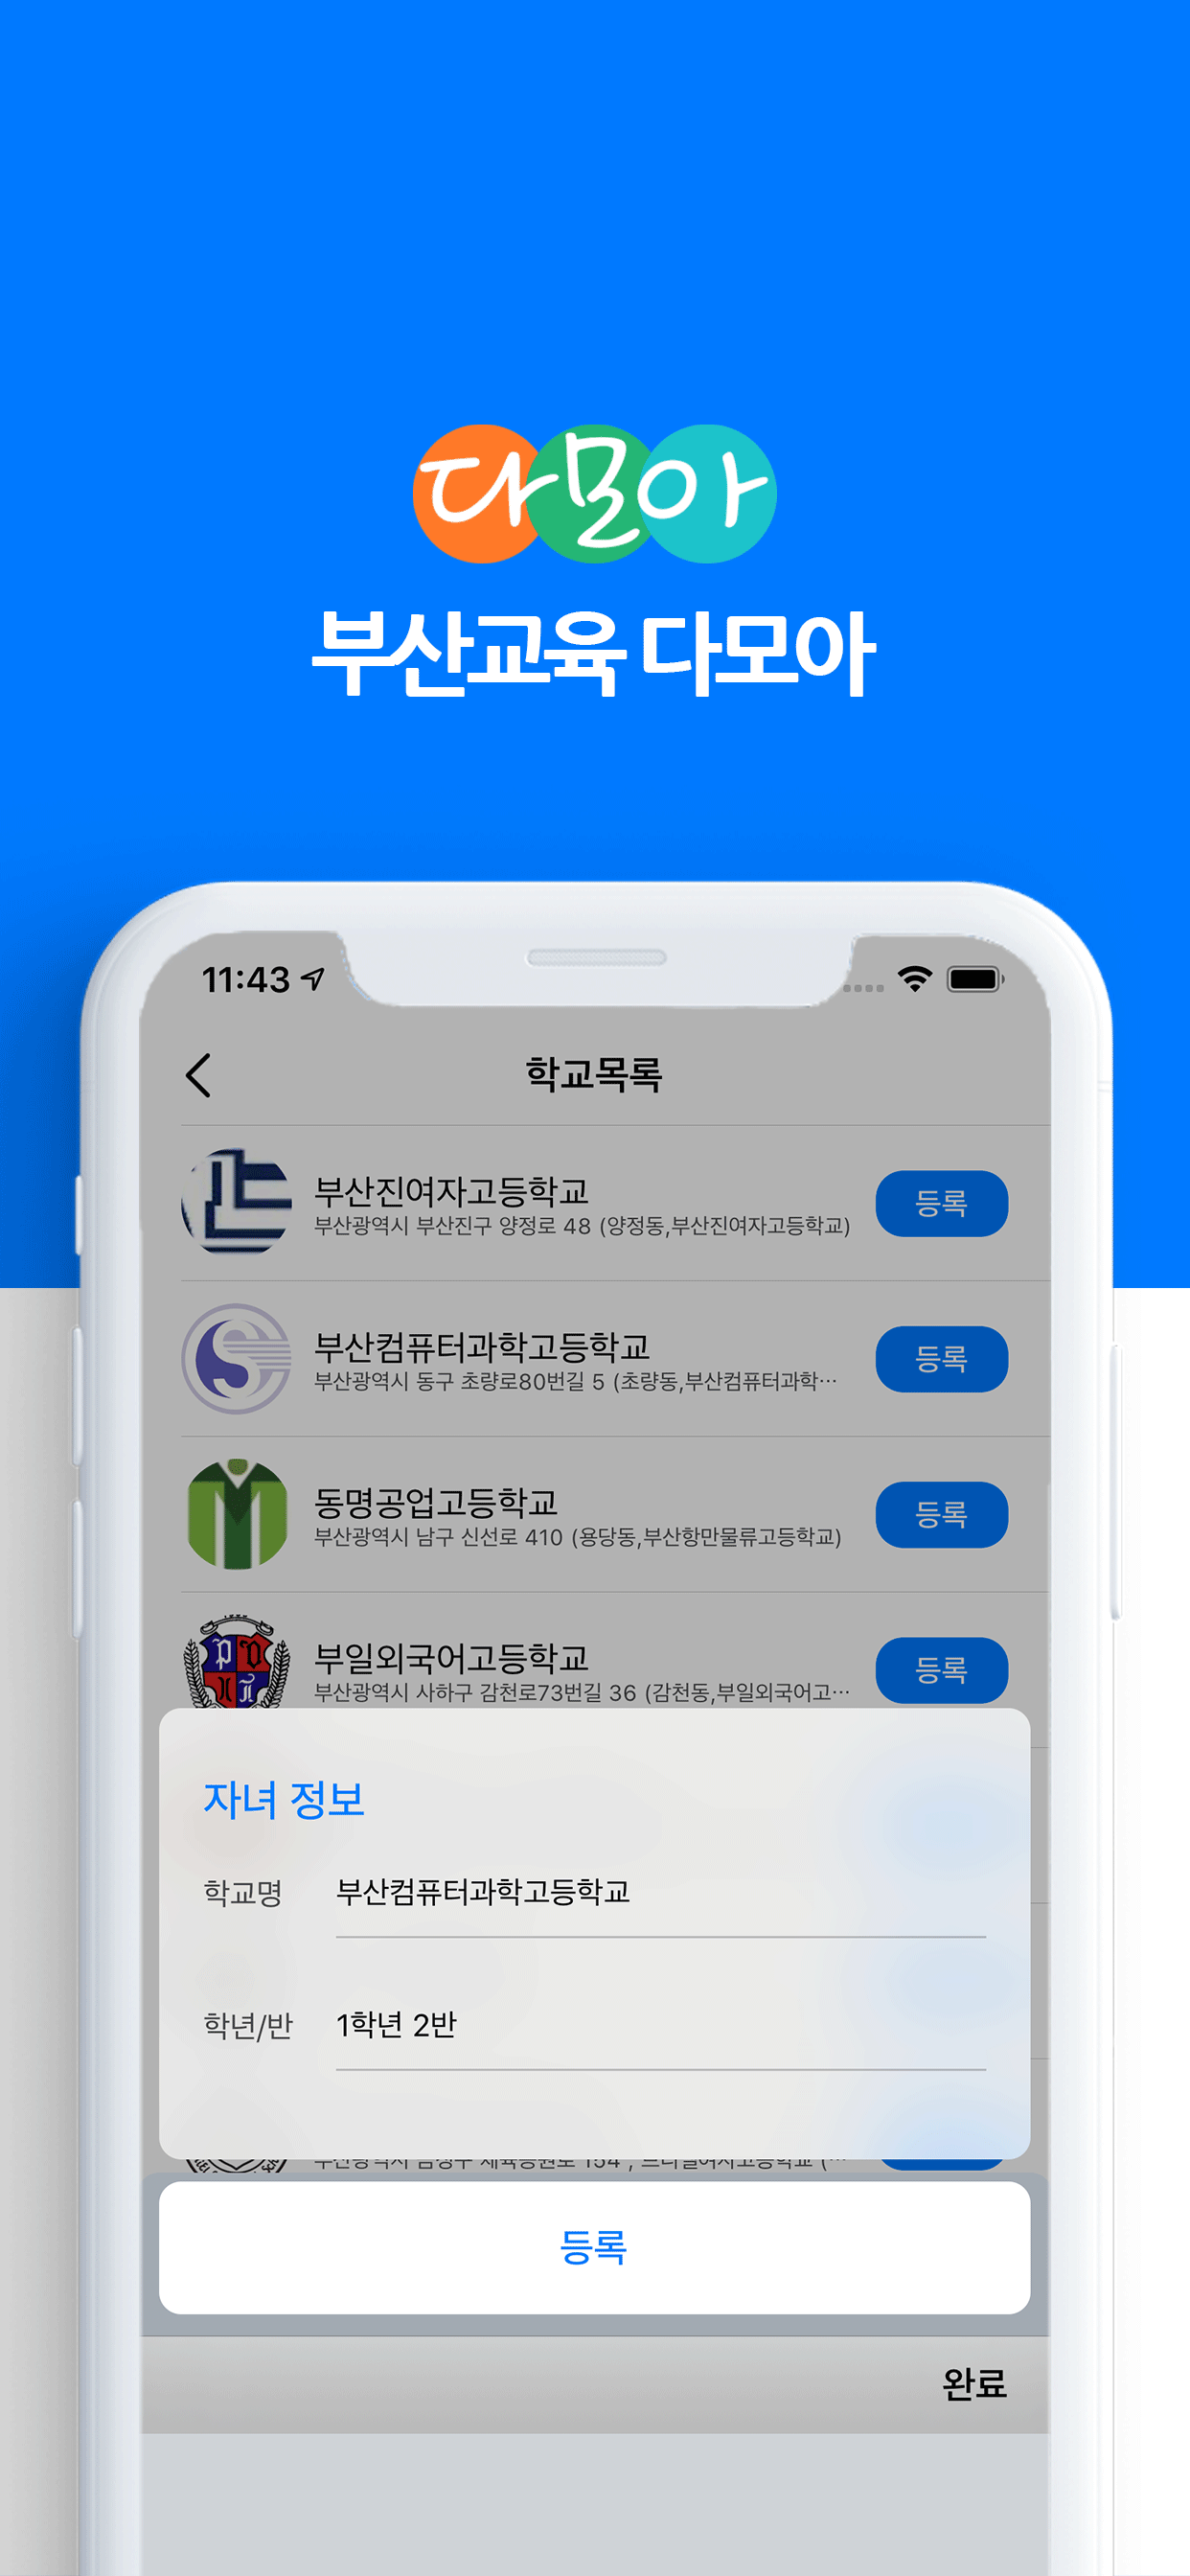 다모아
부산교육 다모아
11:43
학교목록
부산진여자고등학교
부산광역시 부산진구 양정로 48 (양정동,부산진여자고등학교)
등록
부산컴퓨터과학고등학교
부산광역시 동구 초량로80번길 5 (초량동,부산컴퓨터과학…
등록
동명공업고등학교
부산광역시 남구 신선로 410 (용당동,부산항만물류고등학교)
등록
부일외국어고등학교
부산광역시 사하구 감천로73번길 36 (감천동,부일외국어고…
등록
자녀 정보
학교명 부산컴퓨터과학고등학교
학년/반 1학년 2반
등록
완료